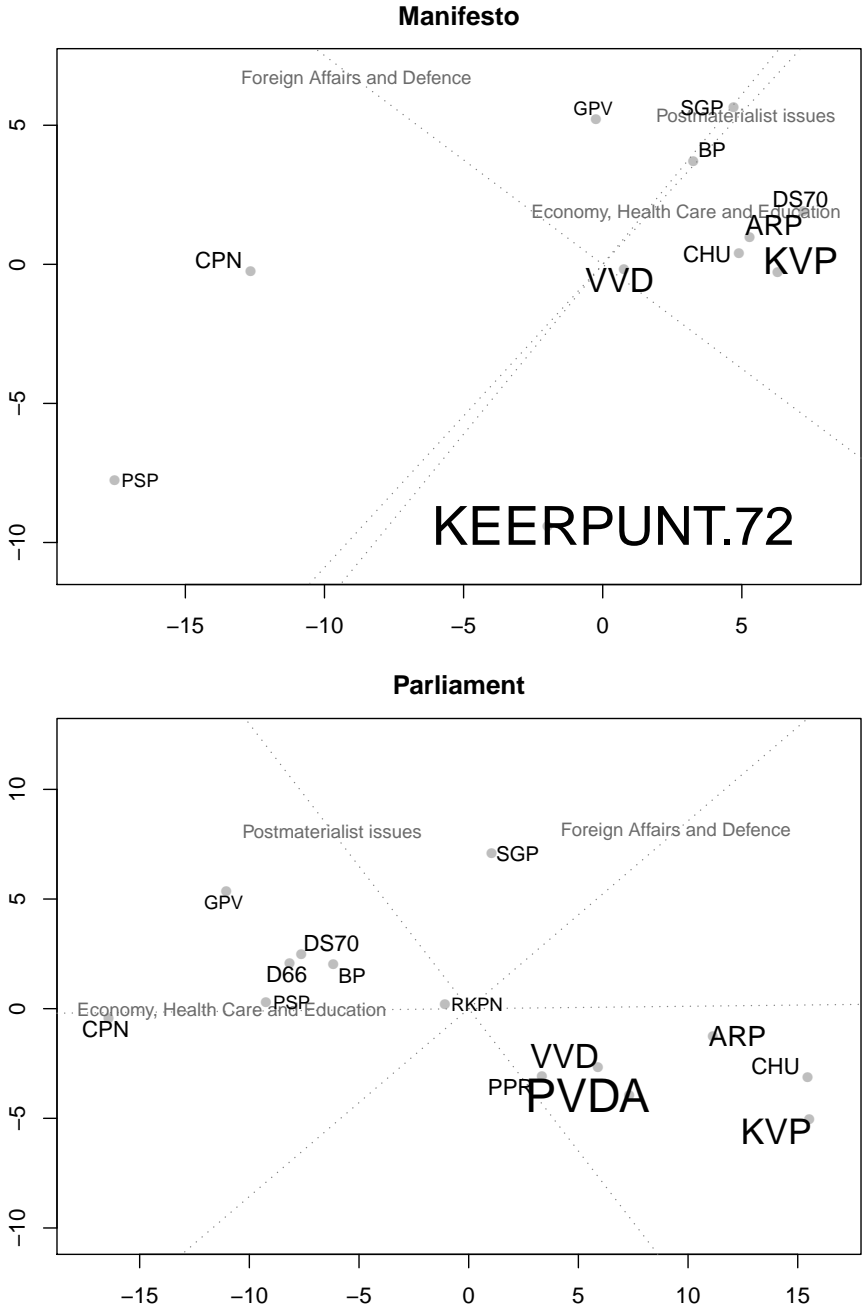 Manifesto
Foreign Affairs and Defence
GPV
SGP
Postmaterialist issues
BP
DS70
Economy, Health Care and Education
ARP
CPN
CHU
KVP
VVD
PSP
KEERPUNT.72
5
0
−5
−10
−15
−10
−5
0
5
Parliament
Postmaterialist issues
Foreign Affairs and Defence
SGP
GPV
DS70
D66
BP
PSP
RKPN
Economy, Health Care and Education
CPN
ARP
VVD
CHU
PPR
PVDA
KVP
10
5
0
−5
−10
−15
−10
−5
0
5
10
15